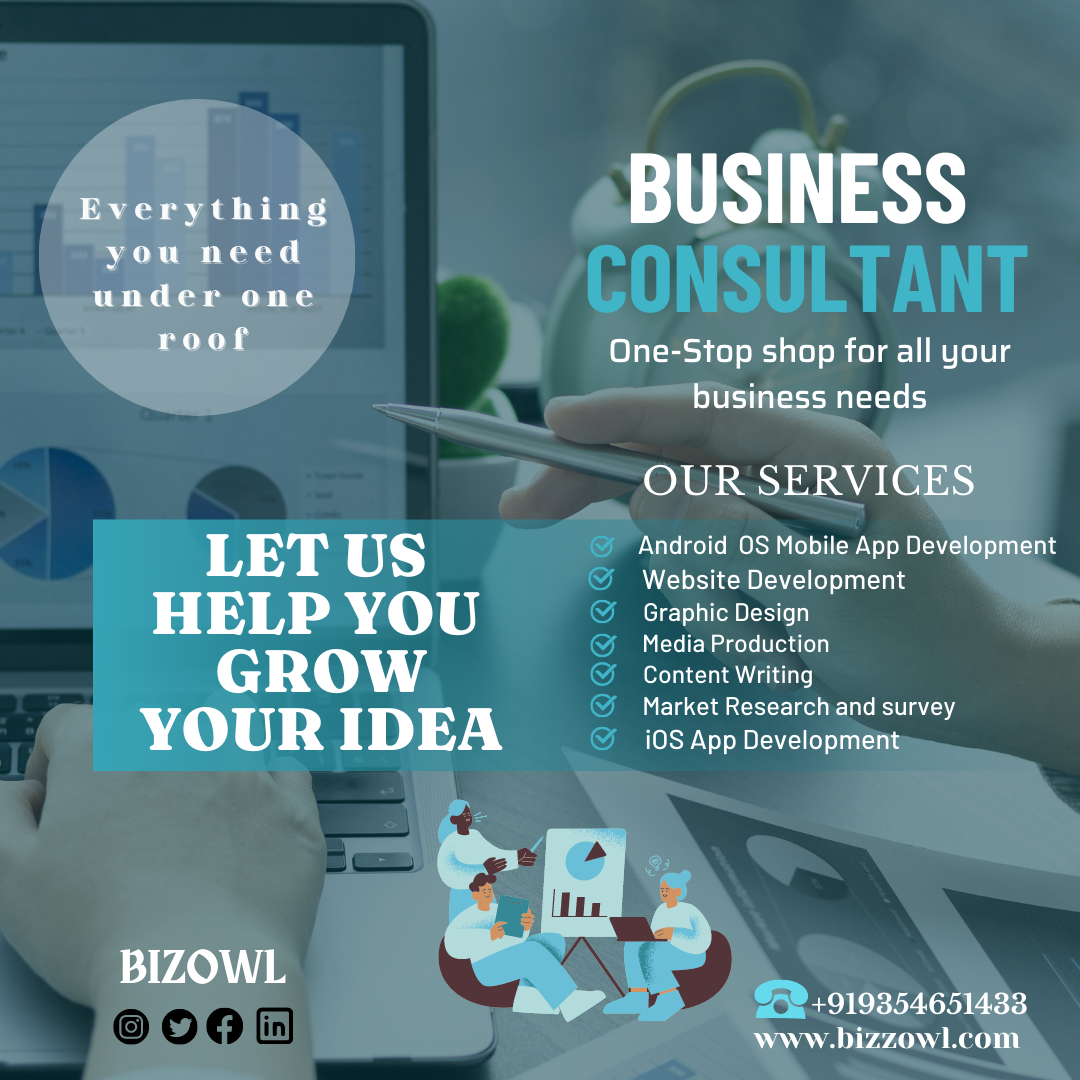 Everything
you need
under one
roof
BUSINESS
CONSULTANT
One-Stop shop for all your
business needs
OUR SERVICES
LET US
HELP YOU
GROW
YOUR IDEA
Android OS Mobile App Development
Website Development
Graphic Design
Media Production
Content Writing
Market Research and survey
iOS App Development
BIZOWL
+919354651433
www.bizzowl.com